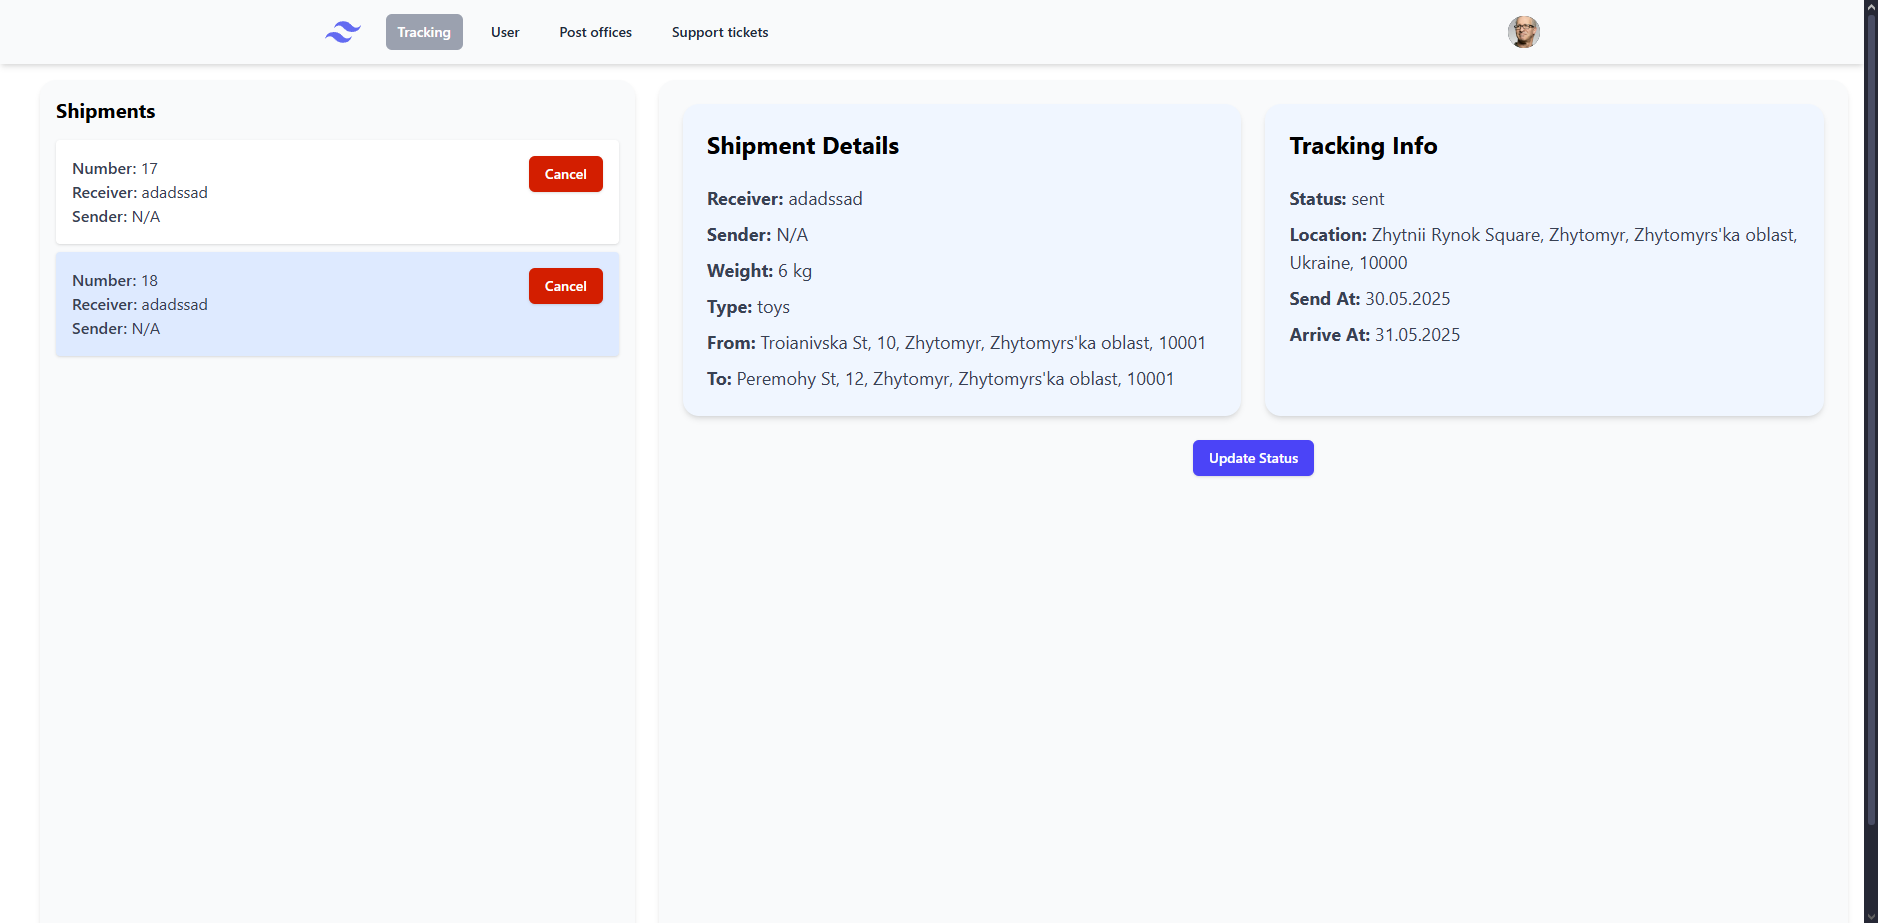 Tracking
User
Post offices
Support tickets
Shipments
Number: 17
Receiver: adadssad
Sender: N/A
Cancel
Number: 18
Receiver: adadssad
Sender: N/A
Cancel
Shipment Details
Receiver: adadssad
Sender: N/A
Weight: 6 kg
Type: toys
From: Troianivska St, 10, Zhytomyr, Zhytomyrs'ka oblast, 10001
To: Peremohy St, 12, Zhytomyr, Zhytomyrs'ka oblast, 10001
Tracking Info
Status: sent
Location: Zhytnii Rynok Square, Zhytomyr, Zhytomyrs'ka oblast,
Ukraine, 10000
Send At: 30.05.2025
Arrive At: 31.05.2025
Update Status